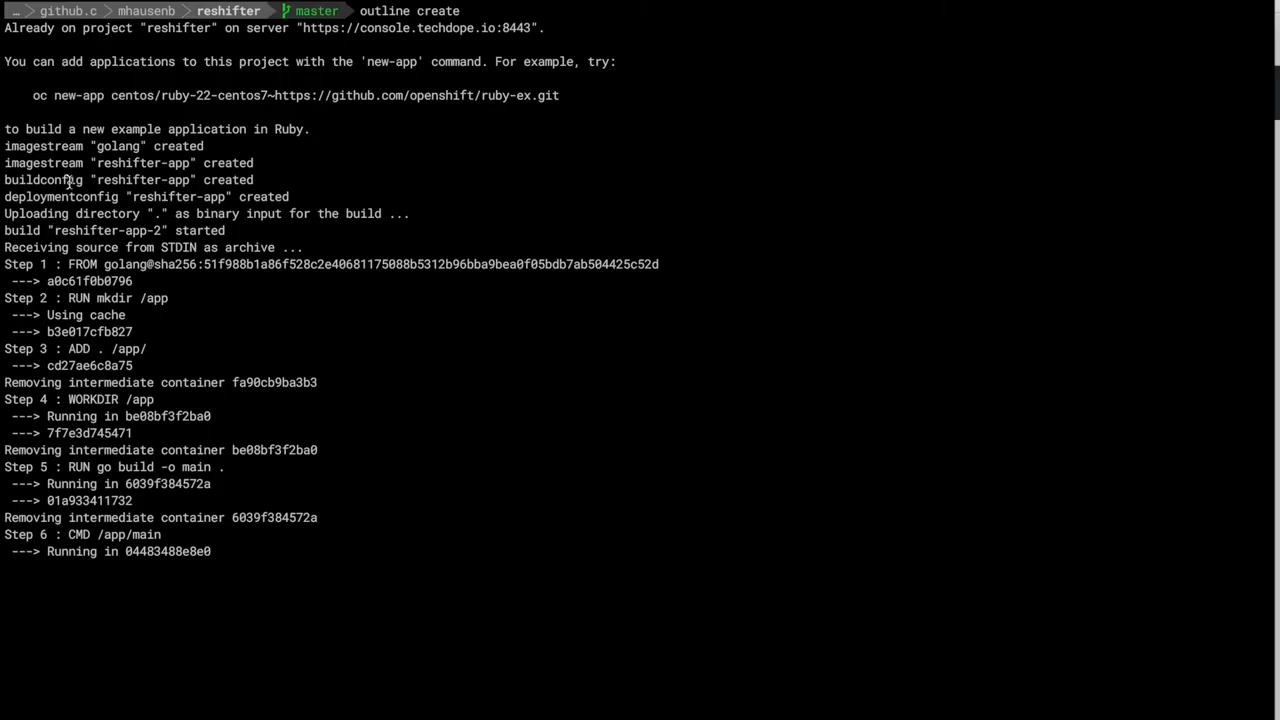 … github.c mhausenb reshifter master outline create
Already on project "reshifter" on server "https://console.techdope.io:8443".
You can add applications to this project with the 'new-app' command. For example, try:
oc new-app centos/ruby-22-centos7~https://github.com/openshift/ruby-ex.git
to build a new example application in Ruby.
imagestream "golang" created
imagestream "reshifter-app" created
buildconfig "reshifter-app" created
deploymentconfig "reshifter-app" created
Uploading directory "." as binary input for the build ...
build "reshifter-app-2" started
Receiving source from STDIN as archive ...
Step 1 : FROM golang@sha256:51f988b1a86f528c2e40681175088b5312b96bba9bea0f05bdb7ab504425c52d
---> a0c61f0b0796
Step 2 : RUN mkdir /app
---> Using cache
---> b3e017cfb827
Step 3 : ADD . /app/
---> cd27ae6c8a75
Removing intermediate container fa90cb9ba3b3
Step 4 : WORKDIR /app
---> Running in be08bf3f2ba0
---> 7f7e3d745471
Removing intermediate container be08bf3f2ba0
Step 5 : RUN go build -o main .
---> Running in 6039f384572a
---> 01a933411732
Removing intermediate container 6039f384572a
Step 6 : CMD /app/main
---> Running in 04483488e8e0